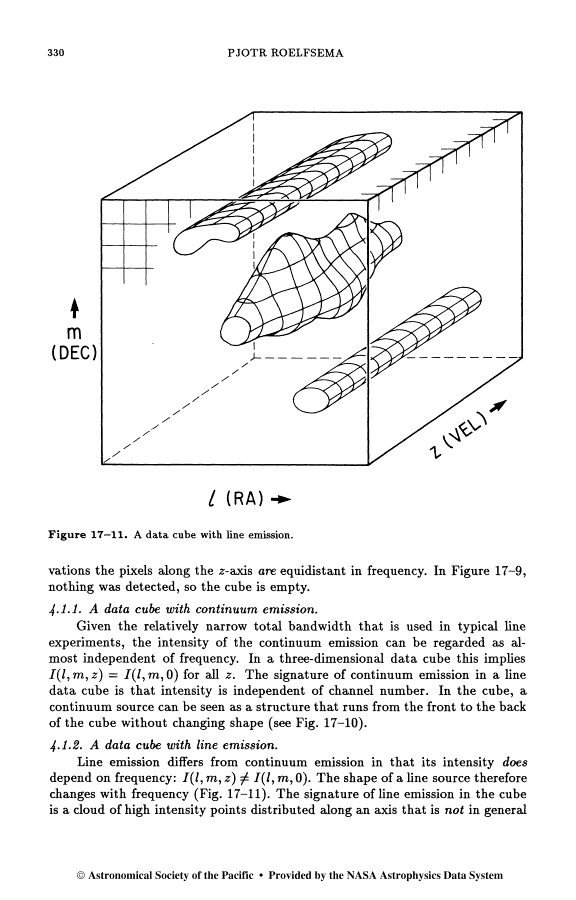 330
PJOTR ROELFSEMA
m
(DEC)
z (VEL)
l (RA)
Figure 17–11. A data cube with line emission.
vations the pixels along the z-axis are equidistant in frequency. In Figure 17–9,
nothing was detected, so the cube is empty.
4.1.1. A data cube with continuum emission.
Given the relatively narrow total bandwidth that is used in typical line
experiments, the intensity of the continuum emission can be regarded as al-
most independent of frequency. In a three-dimensional data cube this implies
I(l, m, z) = I(l, m, 0) for all z. The signature of continuum emission in a line
data cube is that intensity is independent of channel number. In the cube, a
continuum source can be seen as a structure that runs from the front to the back
of the cube without changing shape (see Fig. 17–10).
4.1.2. A data cube with line emission.
Line emission differs from continuum emission in that its intensity does
depend on frequency: I(l, m, z) ≠ I(l, m, 0). The shape of a line source therefore
changes with frequency (Fig. 17–11). The signature of line emission in the cube
is a cloud of high intensity points distributed along an axis that is not in general
© Astronomical Society of the Pacific • Provided by the NASA Astrophysics Data System